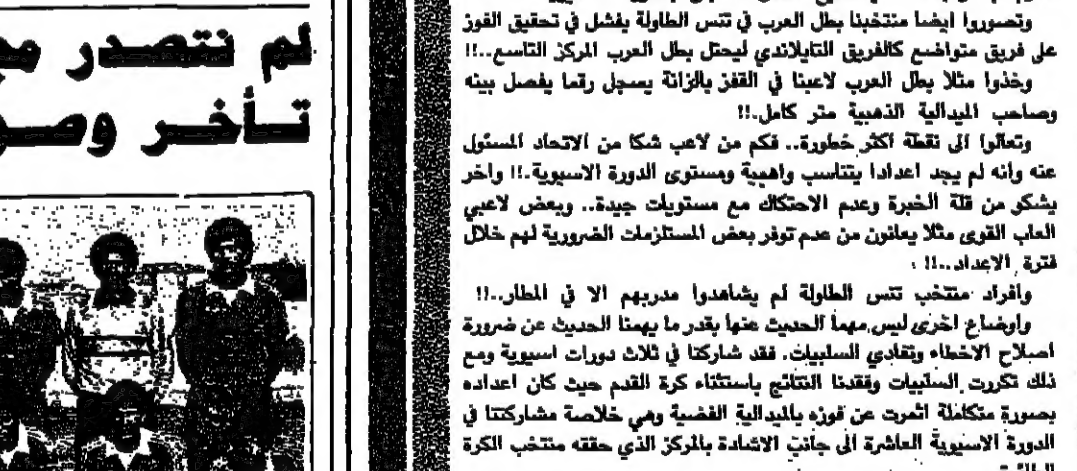 وتصوروا ايضا منتخبنا بطل العرب في تنس الطاولة يفشل في تحقيق الفوز
على فريق متواضع كالفريق التايلاندي ليحتل بطل العرب المركز التاسع..!!
وخذوا مثلا بطل العرب لاعبنا في القفز بالزانة يسجل رقما يفصل بينه
وصاحب الميدالية الذهبية متر كامل.!!
وتعالوا الى نقطة اكثر خطورة.. فكم من لاعب شكا من الاتحاد المسئول
عنه وأنه لم يجد اعدادا يتناسب واهمية ومستوى الدورة الاسيوية.!! واخر
يشكو من قلة الخبرة وعدم الاحتكاك مع مستويات جيدة.. وبعض لاعبي
العاب القوى مثلا يعانون من عدم توفر بعض المستلزمات الضرورية لهم خلال
فترة الاعداد..!!
وأفراد منتخب تنس الطاولة لم يشاهدوا مدربهم الا في المطار..!!
واوضاع اخرى ليس مهما الحديث عنها بقدر ما يهمنا الحديث عن ضرورة
اصلاح الاخطاء وتفادي السلبيات. فقد شاركنا في ثلاث دورات اسيوية ومع
ذلك تكررت السلبيات وفقدنا النتائج باستثناء كرة القدم حيث كان اعداده
بصورة متكاملة اثمرت عن فوزه بالميدالية الفضية وهي خلاصة مشاركتنا في
الدورة الاسيوية العاشرة الى جانب الاشادة بالمركز الذي حققه منتخب الكرة
لم نتصدر
تأخر